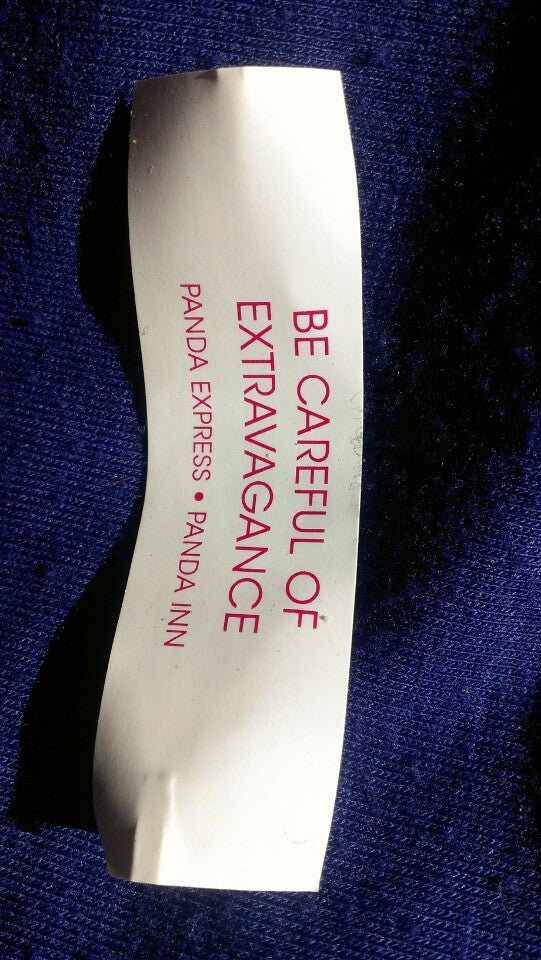 BE CAREFUL OF
EXTRAVAGANCE
PANDA EXPRESS • PANDA INN